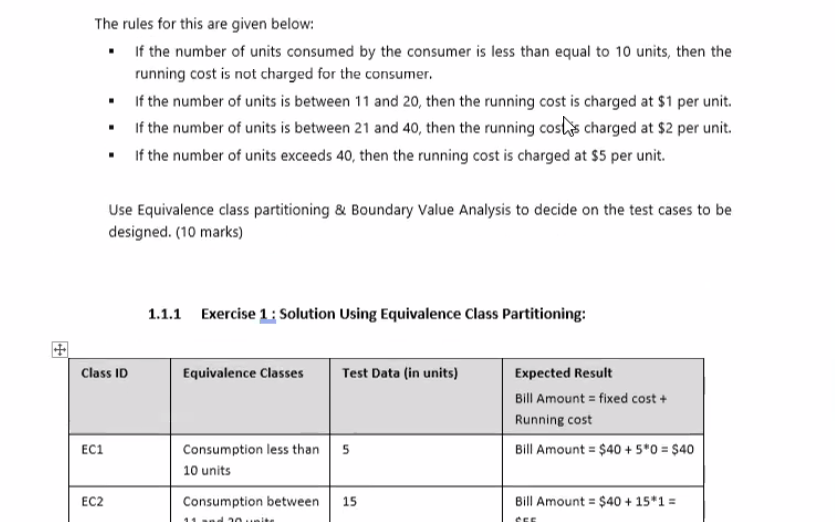 The rules for this are given below:
▪ If the number of units consumed by the consumer is less than equal to 10 units, then the
running cost is not charged for the consumer.
▪ If the number of units is between 11 and 20, then the running cost is charged at $1 per unit.
▪ If the number of units is between 21 and 40, then the running cost is charged at $2 per unit.
▪ If the number of units exceeds 40, then the running cost is charged at $5 per unit.
Use Equivalence class partitioning & Boundary Value Analysis to decide on the test cases to be
designed. (10 marks)
1.1.1 Exercise 1 : Solution Using Equivalence Class Partitioning:
Class ID Equivalence Classes Test Data (in units) Expected Result
Bill Amount = fixed cost +
Running cost
EC1 Consumption less than 5 Bill Amount = $40 + 5*0 = $40
10 units
EC2 Consumption between 15 Bill Amount = $40 + 15*1 =
11 and 20 units $55